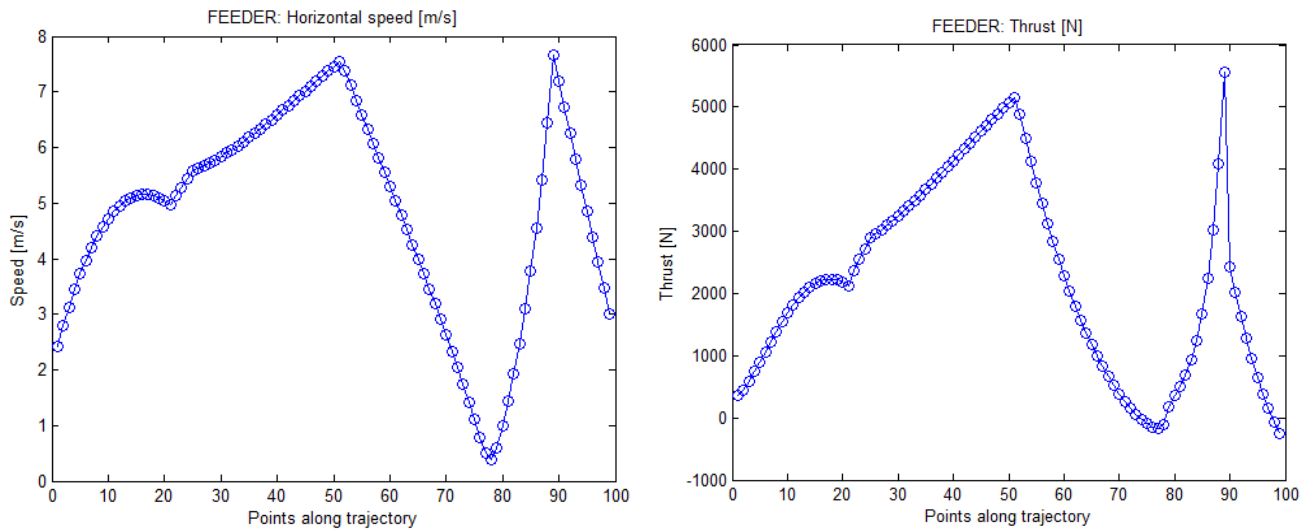 FEEDER: Horizontal speed [m/s]
8
7
6
5
4
3
2
1
0
Speed [m/s]
0 10 20 30 40 50 60 70 80 90 100
Points along trajectory
FEEDER: Thrust [N]
6000
5000
4000
3000
2000
1000
0
-1000
Thrust [N]
0 10 20 30 40 50 60 70 80 90 100
Points along trajectory